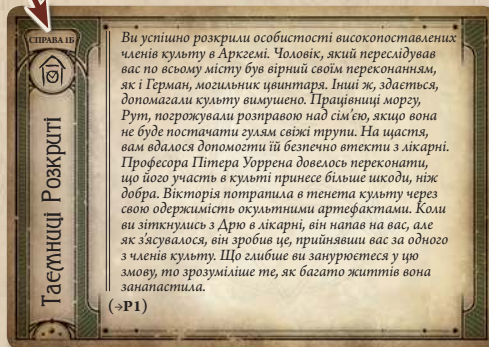 СПРАВА 1Б
Таємниці Розкриті
Ви успішно розкрили особистості високопоставлених
членів культу в Аркгемі. Чоловік, який переслідував
вас по всьому місту був вірний своїм переконанням,
як і Герман, могильник цвинтаря. Інші ж, здається,
допомагали культу вимушено. Працівниці моргу,
Рут, погрожували розправою над сім'єю, якщо вона
не буде постачати гулям свіжі трупи. На щастя,
вам вдалося допомогти їй безпечно втекти з лікарні.
Професора Пітера Уоррена довелось переконати,
що його участь в культі принесе більше шкоди, ніж
добра. Вікторія потрапила в тенета культу через
свою одержимість окультними артефактами. Коли
ви зіткнулись з Дрю в лікарні, він напав на вас, але
як з'ясувалося, він зробив це, прийнявши вас за одного
з членів культу. Що глибше ви занурюєтеся у цю
змову, то зрозуміліше те, як багато життів вона
занапастила.
(→Р1)